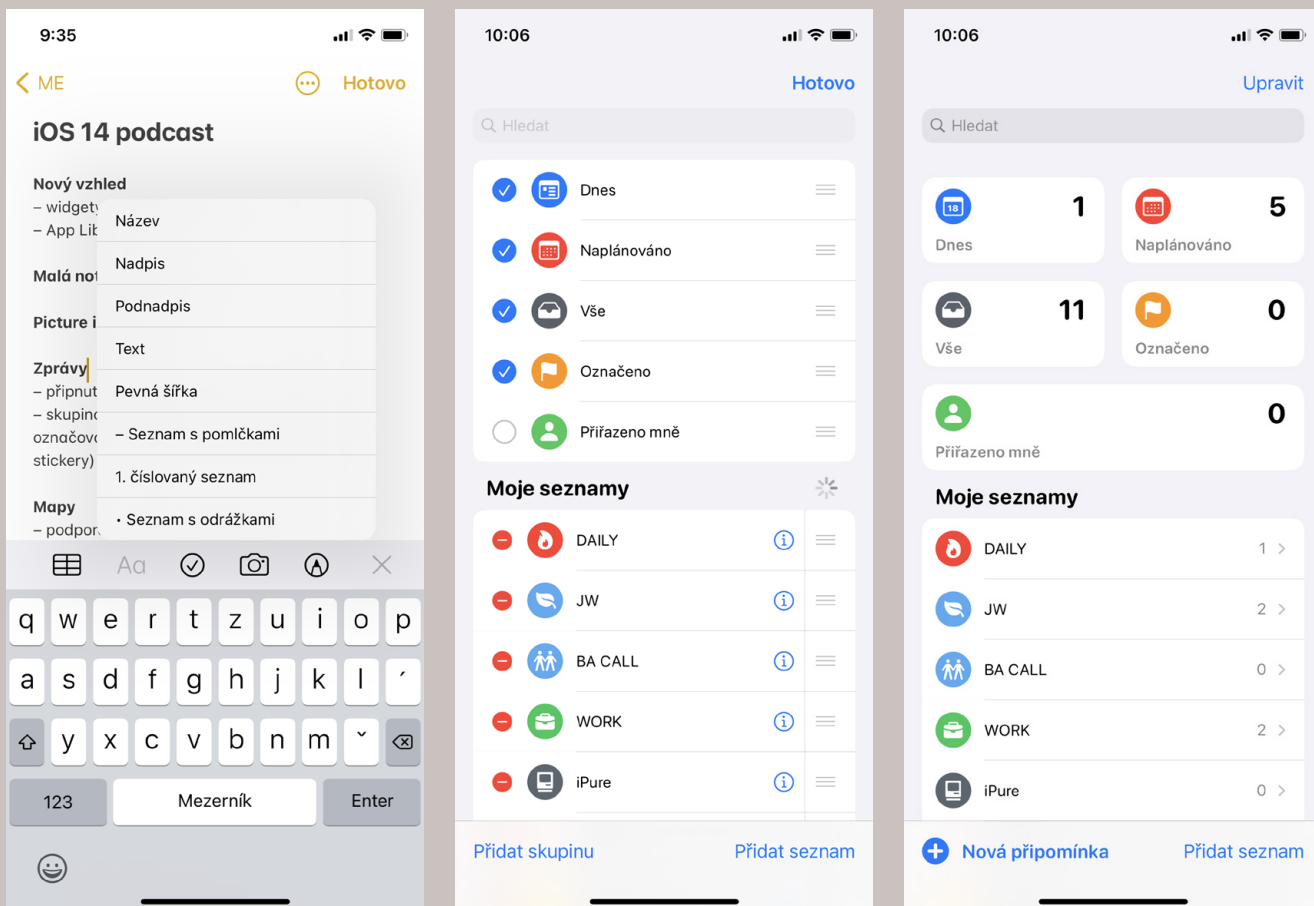 9:35
ME
Hotovo
iOS 14 podcast
Nový vzhled
– widgety
– App Lib
Malá not
Picture i
Zprávy
– připnut
– skupino
označova
stickery)
Mapy
– podpor
Název
Nadpis
Podnadpis
Text
Pevná šířka
– Seznam s pomlčkami
1. číslovaný seznam
• Seznam s odrážkami
Aa
q w e r t z u i o p
a s d f g h j k l ´
y x c v b n m ˇ
123 Mezerník Enter
10:06
Hotovo
Hledat
Dnes
Naplánováno
Vše
Označeno
Přiřazeno mně
Moje seznamy
DAILY
JW
BA CALL
WORK
iPure
Přidat skupinu Přidat seznam
10:06
Upravit
Hledat
18 1
Dnes
5
Naplánováno
11
Vše
0
Označeno
0
Přiřazeno mně
Moje seznamy
DAILY 1
JW 2
BA CALL 0
WORK 2
iPure 0
Nová připomínka Přidat seznam